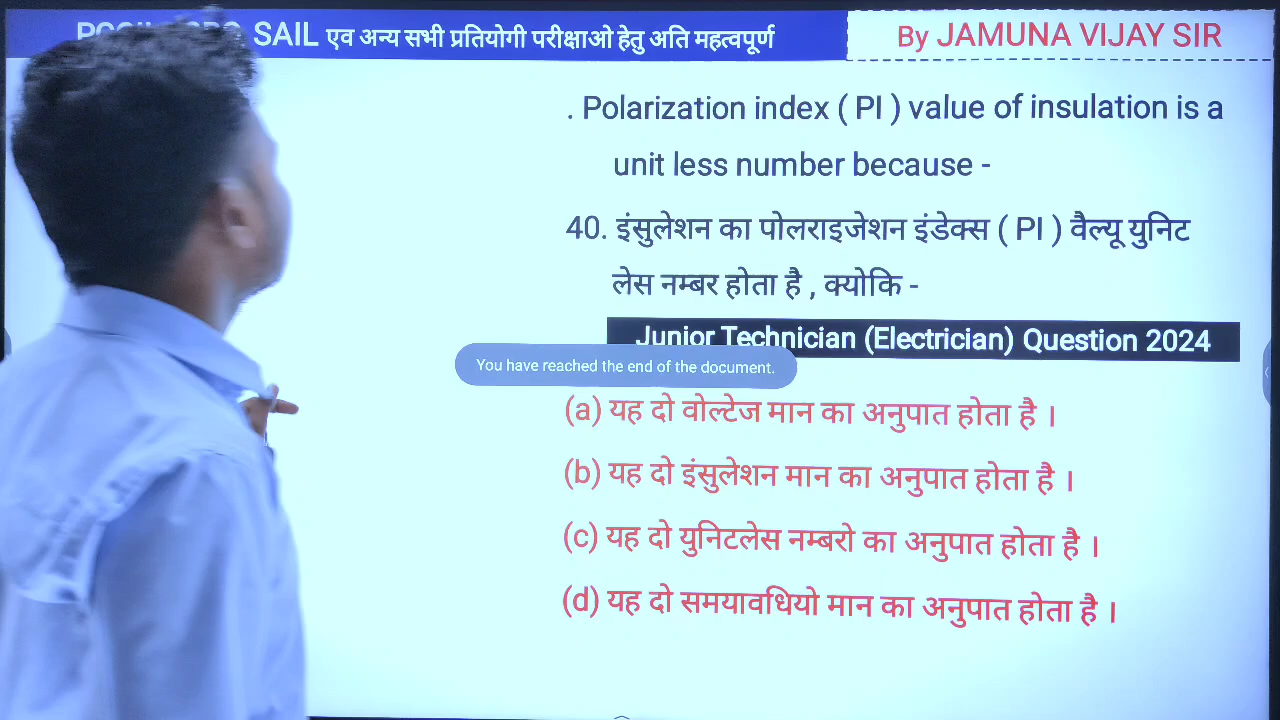 SAIL एव अन्य सभी प्रतियोगी परीक्षाओ हेतु अति महत्वपूर्ण
By JAMUNA VIJAY SIR
. Polarization index ( PI ) value of insulation is a
unit less number because -
40. इंसुलेशन का पोलराइजेशन इंडेक्स ( PI ) वैल्यू युनिट
लेस नम्बर होता है , क्योकि -
Junior Technician (Electrician) Question 2024
You have reached the end of the document.
(a) यह दो वोल्टेज मान का अनुपात होता है ।
(b) यह दो इंसुलेशन मान का अनुपात होता है ।
(c) यह दो युनिटलेस नम्बरो का अनुपात होता है ।
(d) यह दो समयावधियो मान का अनुपात होता है ।